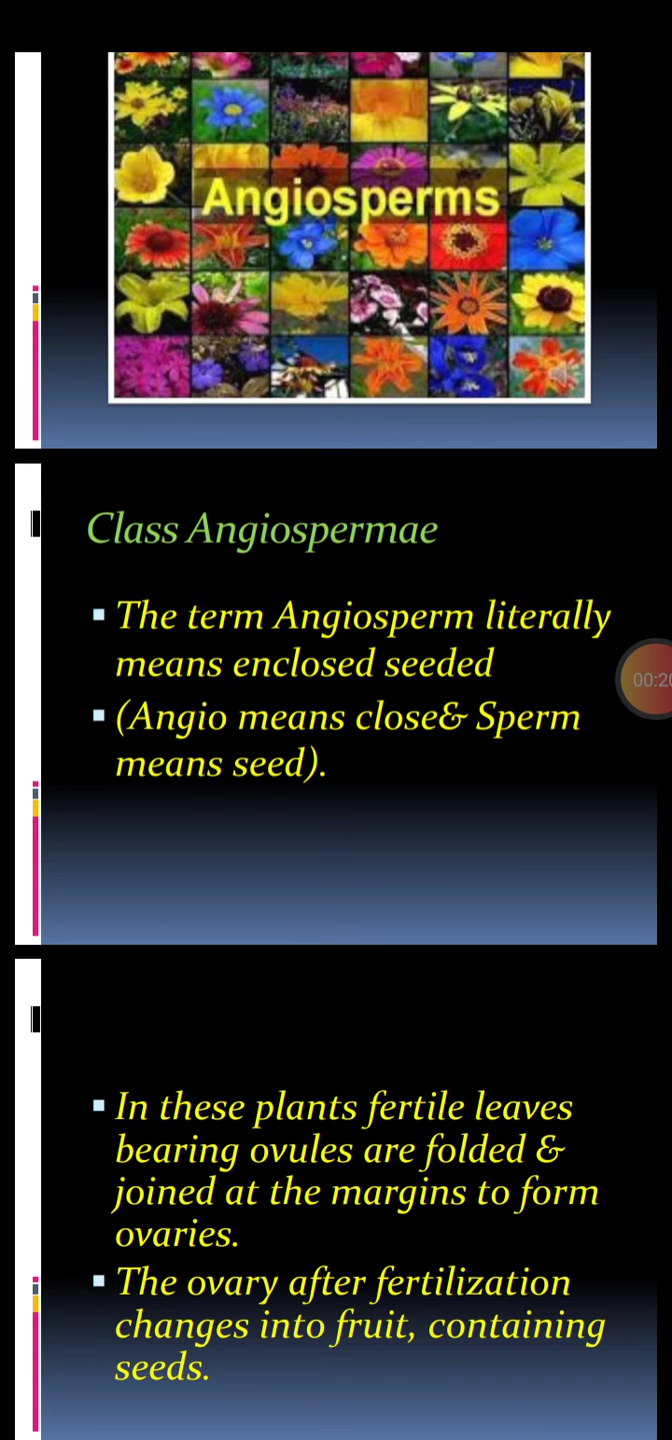 Angiosperms
Class Angiospermae
The term Angiosperm literally
means enclosed seeded
00:20
(Angio means close& Sperm
means seed).
In these plants fertile leaves
bearing ovules are folded &
joined at the margins to form
ovaries.
The ovary after fertilization
changes into fruit, containing
seeds.